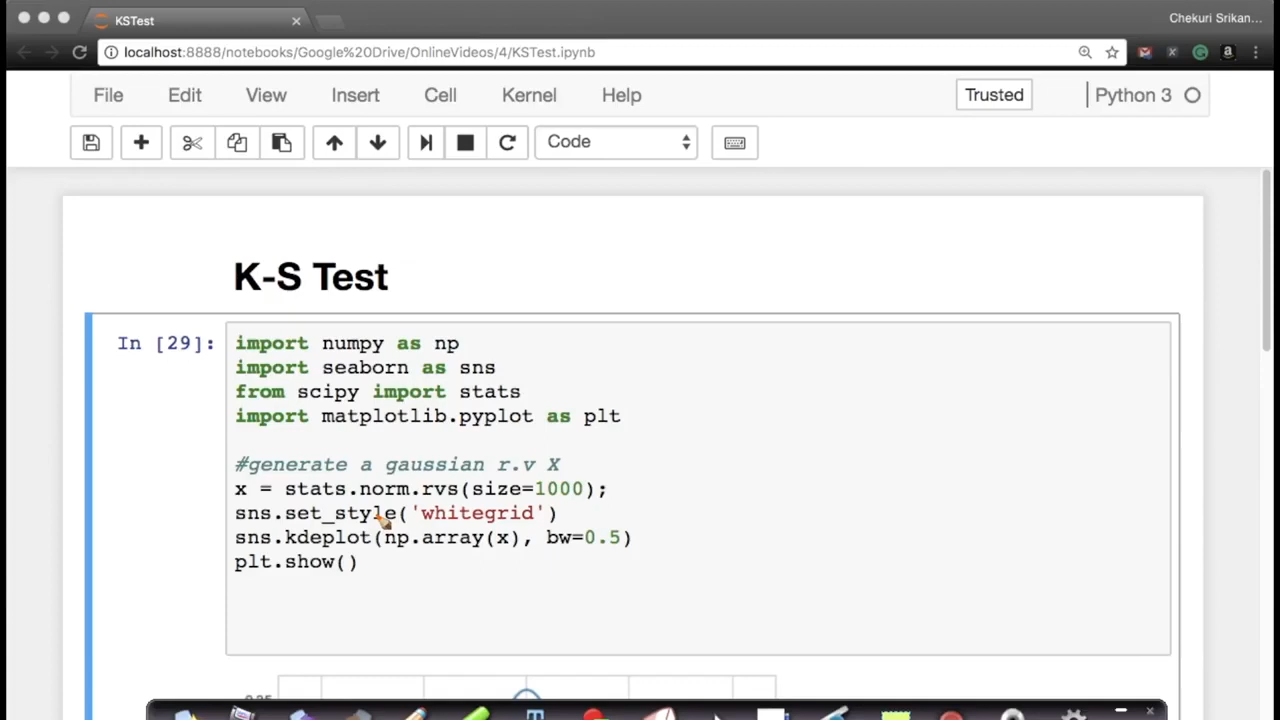 KSTest
Chekuri Srikan...
localhost:8888/notebooks/Google%20Drive/OnlineVideos/4/KSTest.ipynb
File Edit View Insert Cell Kernel Help Trusted Python 3
Code
K-S Test
In [29]:
import numpy as np
import seaborn as sns
from scipy import stats
import matplotlib.pyplot as plt
#generate a gaussian r.v X
x = stats.norm.rvs(size=1000);
sns.set_style('whitegrid')
sns.kdeplot(np.array(x), bw=0.5)
plt.show()